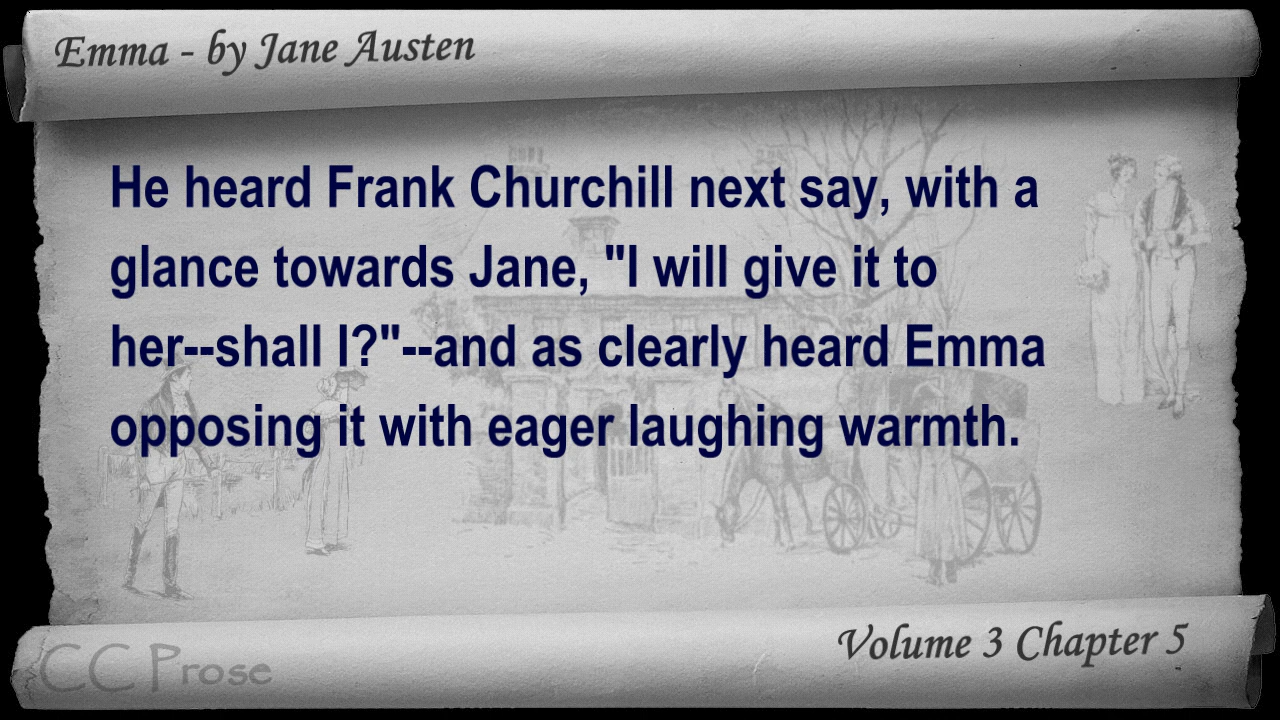 Emma - by Jane Austen
He heard Frank Churchill next say, with a
glance towards Jane, "I will give it to
her--shall I?"--and as clearly heard Emma
opposing it with eager laughing warmth.
Volume 3 Chapter 5
CC Prose